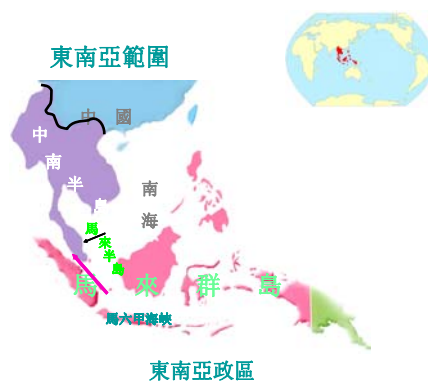 東南亞範圍
中國
中南半島
南海
馬來半島
馬來群島
馬六甲海峽
東南亞政區